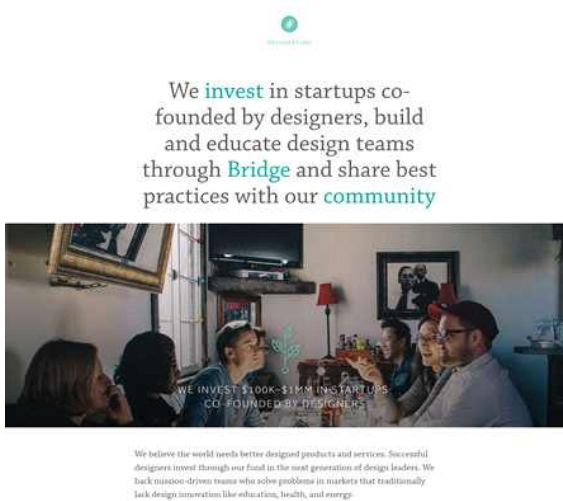 We invest in startups co-
founded by designers, build
and educate design teams
through Bridge and share best
practices with our community
WE INVEST $100K-$1MM IN STARTUPS
CO-FOUNDED BY DESIGNERS
We believe the world needs better designed products and services. Successful
designers invest through our fund in the next generation of design leaders. We
back mission-driven teams who solve problems in markets that traditionally
lack design innovation like education, health, and energy.